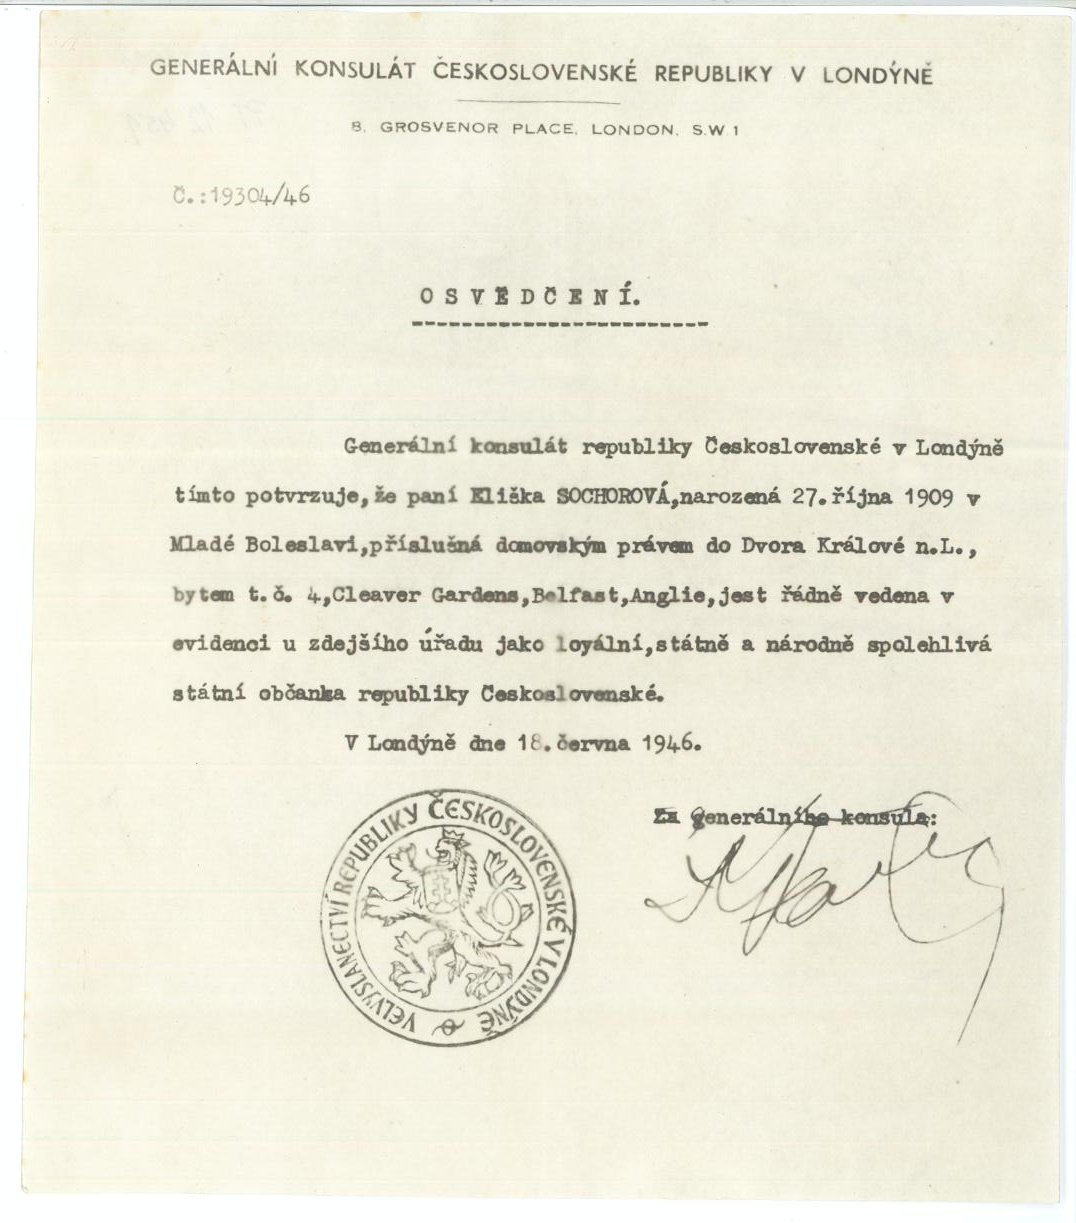 GENERÁLNÍ KONSULÁT ČESKOSLOVENSKÉ REPUBLIKY V LONDÝNĚ
8, GROSVENOR PLACE, LONDON, S.W.1
Č.:19304/46
OSVĚDČENÍ.
Generální konsulát republiky Československé v Londýně
tímto potvrzuje,že paní Eliška SOCHOROVÁ,narozená 27.října 1909 v
Mladé Boleslavi,příslušná domovským právem do Dvora Králové n.L.,
bytem t.č. 4,Cleaver Gardens,Belfast,Anglie,jest řádně vedena v
evidenci u zdejšího úřadu jako loyální,státně a národně spolehlivá
státní občanka republiky Československé.
V Londýně dne 18.června 1946.
Za generálního konsula:
VELVYSLANECTVÍ REPUBLIKY ČESKOSLOVENSKÉ V LONDÝNĚ